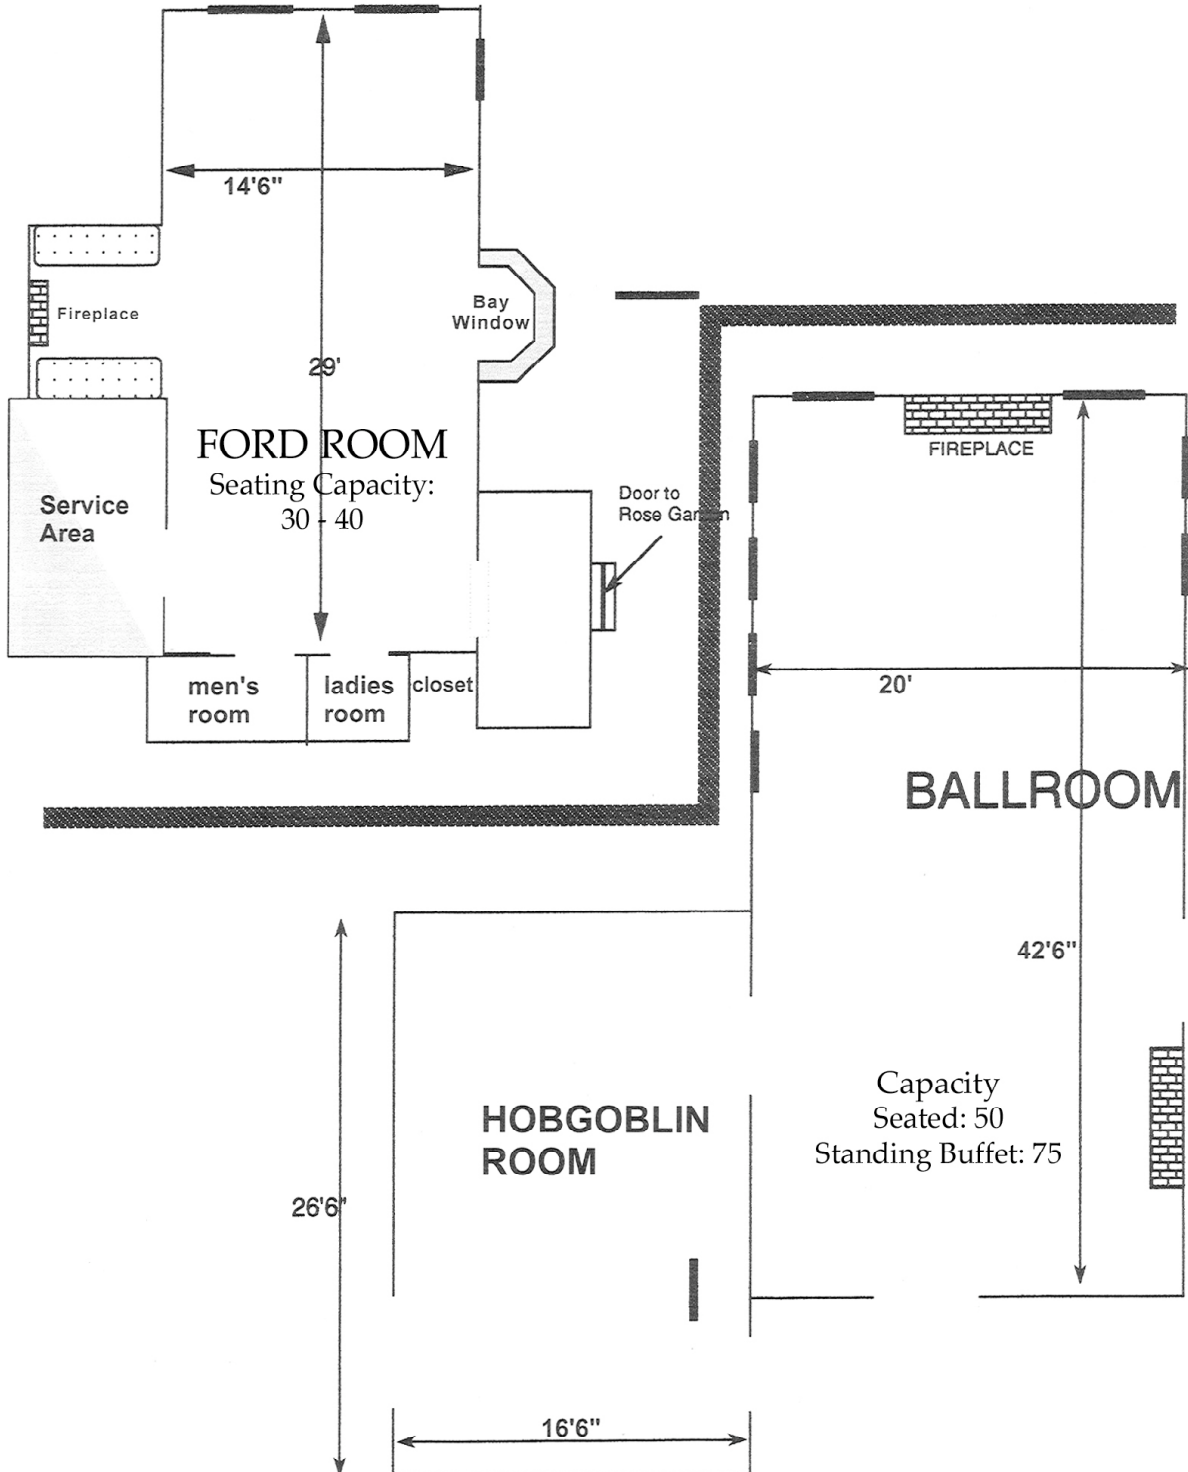 14'6"
Fireplace
Bay
Window
29'
FORD ROOM
Seating Capacity:
30 - 40
Service
Area
Door to
Rose Garden
men's
room
ladies
room
closet
FIREPLACE
20'
BALLROOM
42'6"
Capacity
Seated: 50
Standing Buffet: 75
HOBGOBLIN
ROOM
26'6"
16'6"